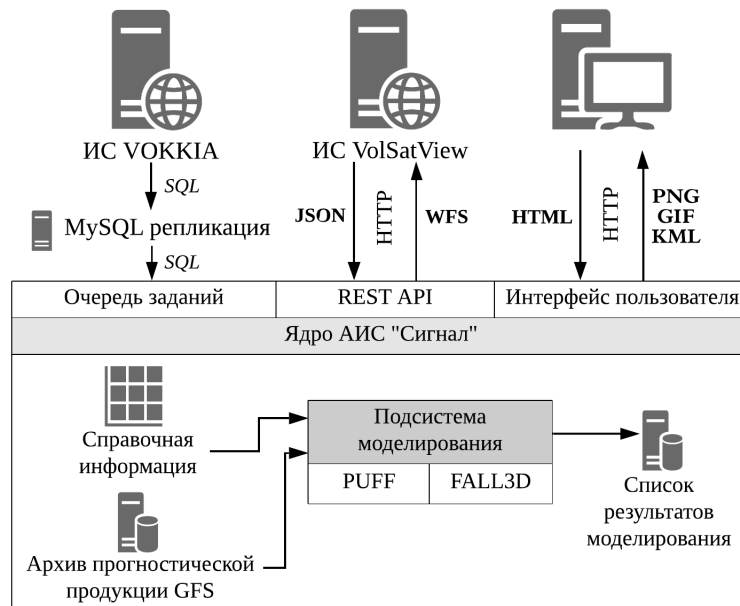 ИС VOKKIA
ИС VolSatView
SQL
MySQL репликация
SQL
JSON
HTTP
WFS
HTML
HTTP
PNG
GIF
KML
Очередь заданий
REST API
Интерфейс пользователя
Ядро АИС "Сигнал"
Справочная
информация
Подсистема
моделирования
PUFF
FALL3D
Список
результатов
моделирования
Архив прогностической
продукции GFS